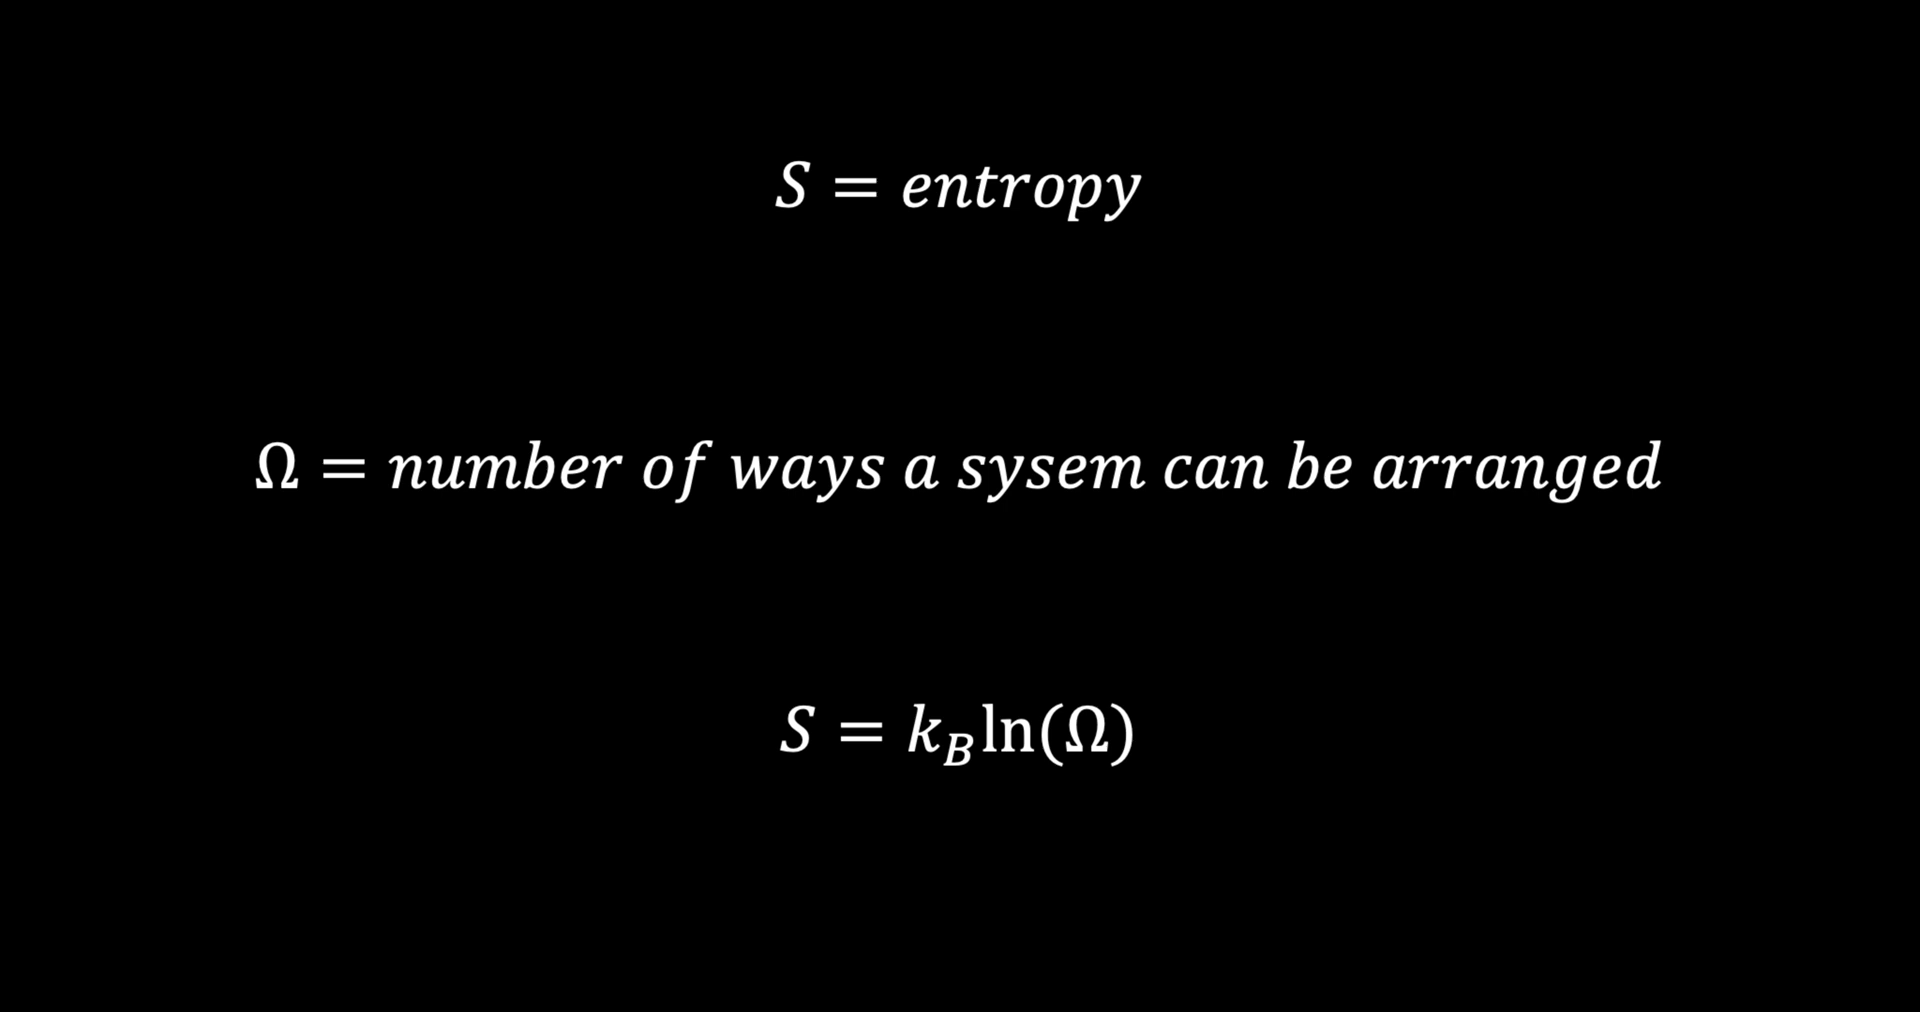 S = entropy
Ω = number of ways a sysem can be arranged
S = k_B ln(Ω)